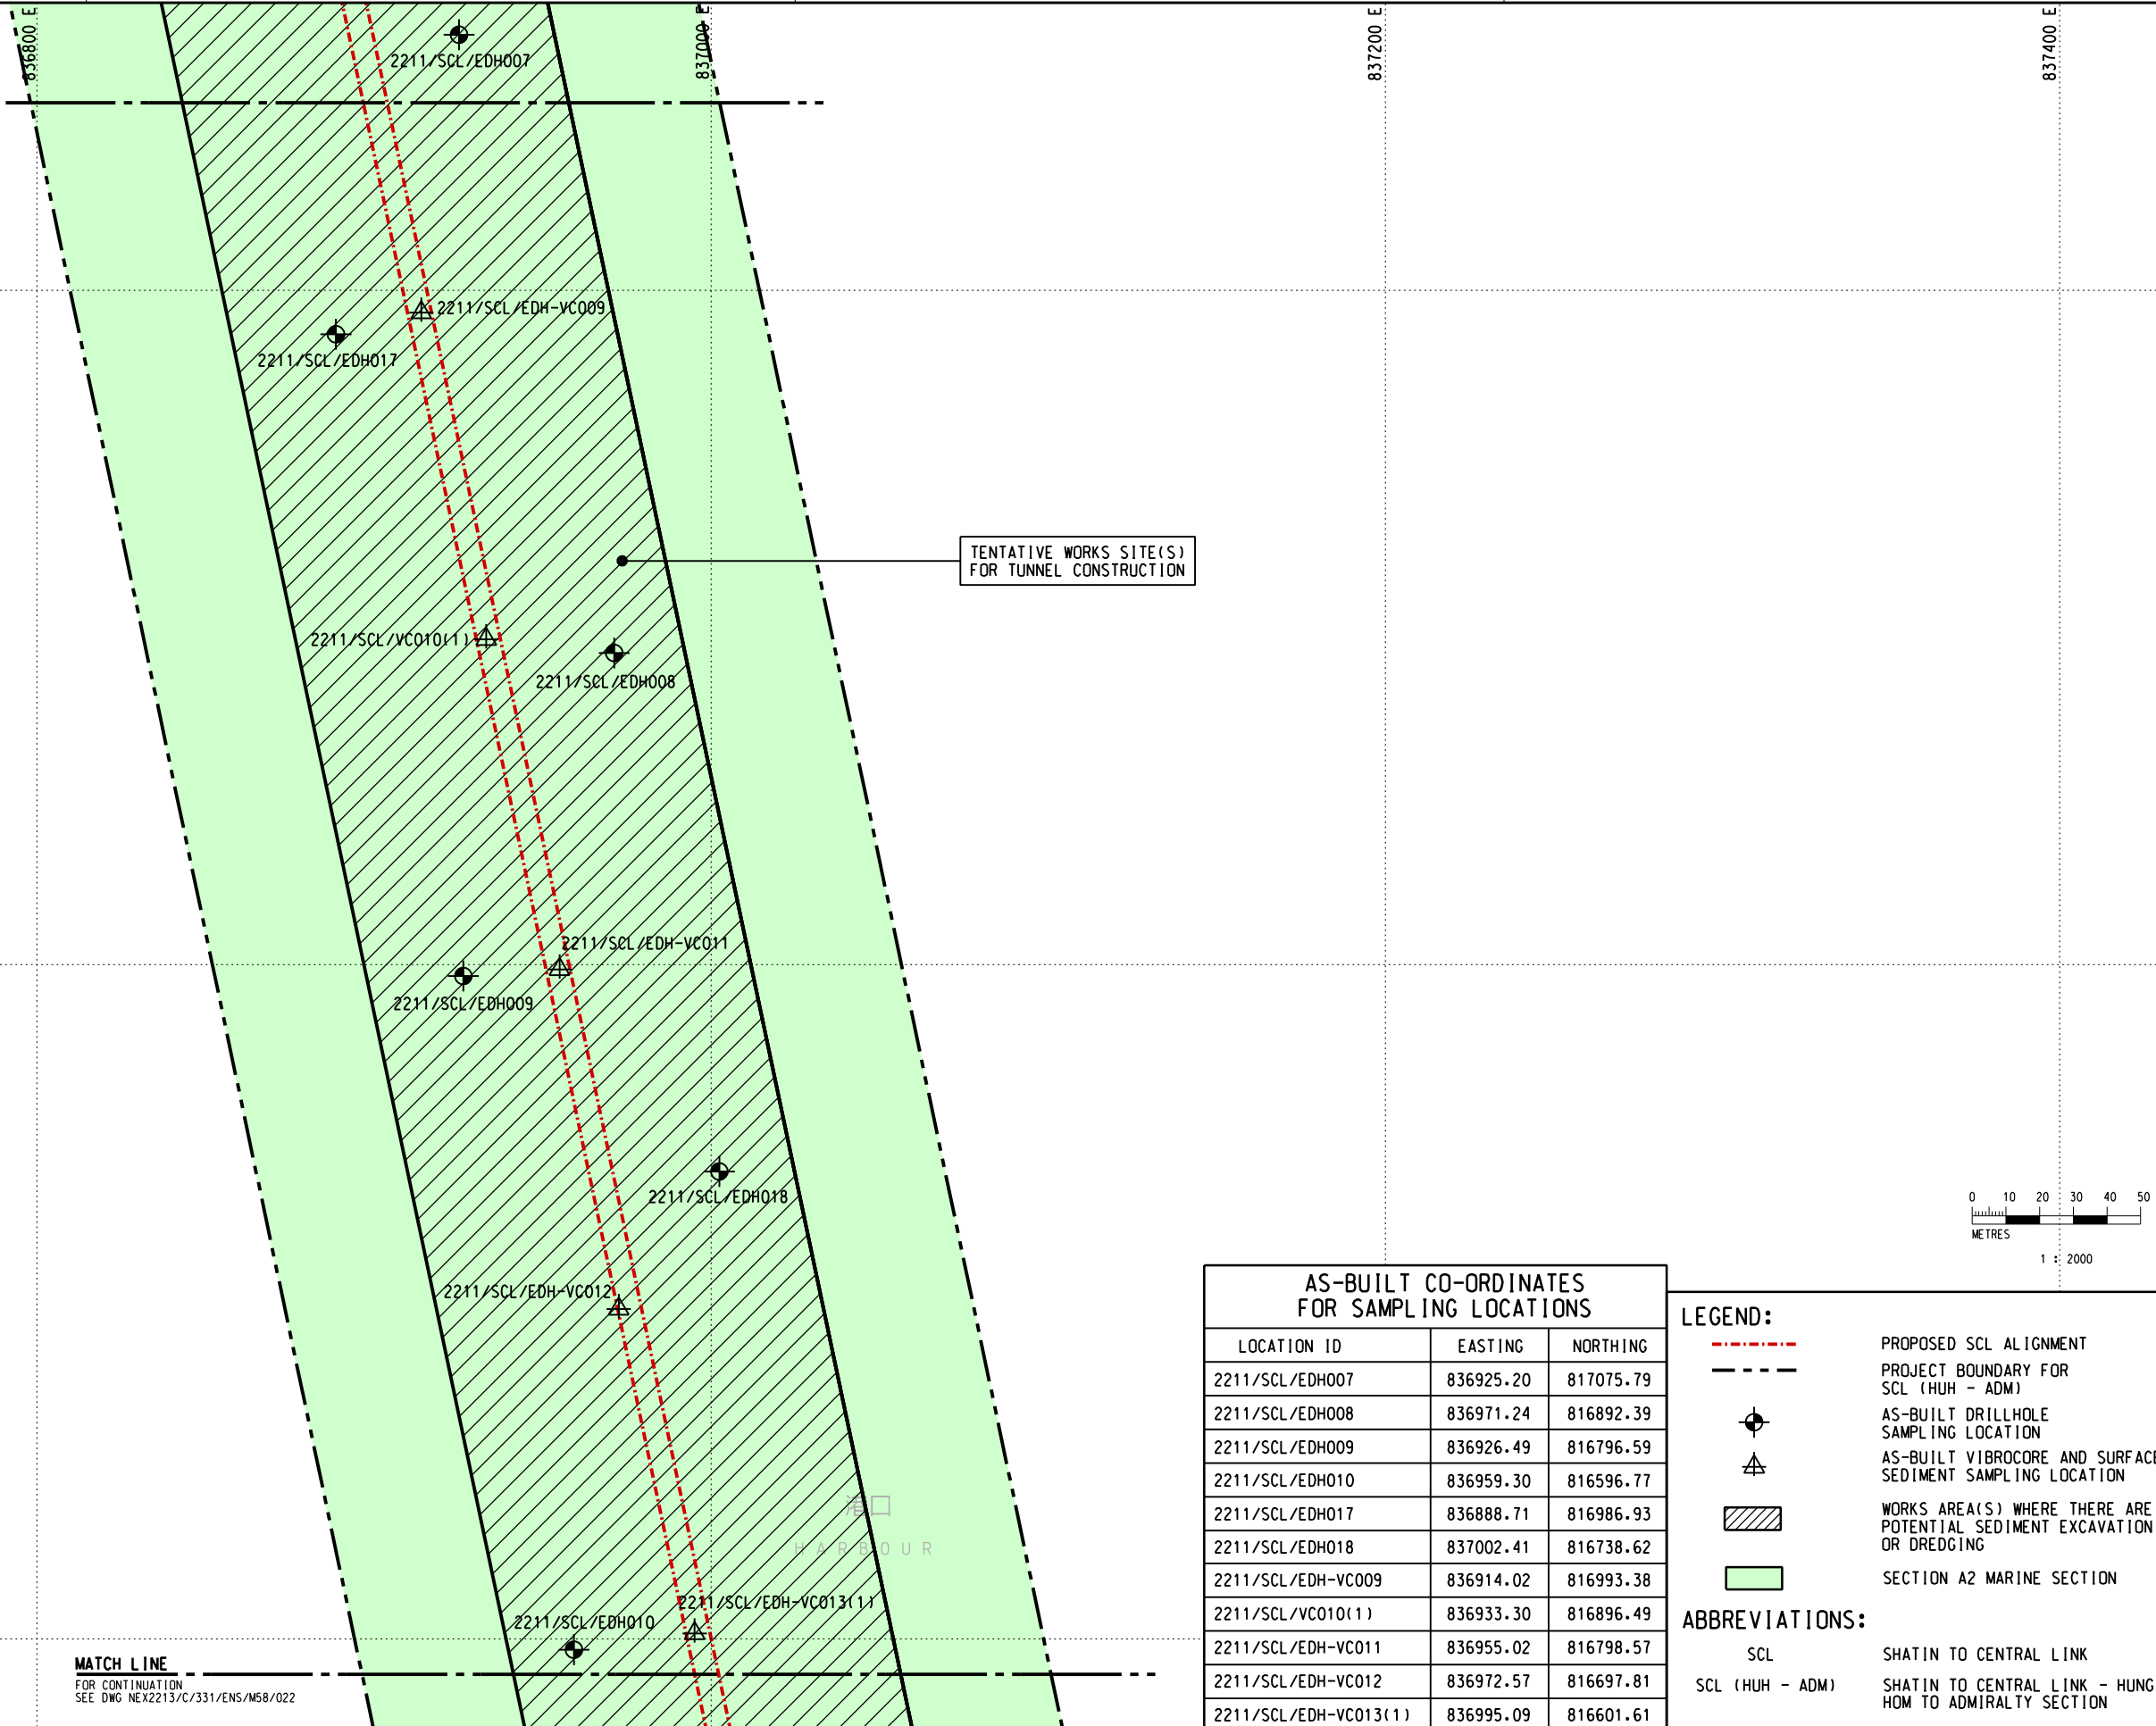 836800 E
837000 E
837200 E
837400 E
2211/SCL/EDH007
2211/SCL/EDH-VC009
2211/SCL/EDH017
TENTATIVE WORKS SITE(S)
FOR TUNNEL CONSTRUCTION
2211/SCL/VC010(1)
2211/SCL/EDH008
2211/SCL/EDH-VC011
2211/SCL/EDH009
2211/SCL/EDH018
2211/SCL/EDH-VC012
港口
HARBOUR
2211/SCL/EDH-VC013(1)
2211/SCL/EDH010
MATCH LINE
FOR CONTINUATION
SEE DWG NEX2213/C/331/ENS/M58/022
0 10 20 30 40 50
METRES
1 : 2000
AS-BUILT CO-ORDINATES
FOR SAMPLING LOCATIONS
LOCATION ID EASTING NORTHING
2211/SCL/EDH007 836925.20 817075.79
2211/SCL/EDH008 836971.24 816892.39
2211/SCL/EDH009 836926.49 816796.59
2211/SCL/EDH010 836959.30 816596.77
2211/SCL/EDH017 836888.71 816986.93
2211/SCL/EDH018 837002.41 816738.62
2211/SCL/EDH-VC009 836914.02 816993.38
2211/SCL/VC010(1) 836933.30 816896.49
2211/SCL/EDH-VC011 836955.02 816798.57
2211/SCL/EDH-VC012 836972.57 816697.81
2211/SCL/EDH-VC013(1) 836995.09 816601.61
LEGEND:
PROPOSED SCL ALIGNMENT
PROJECT BOUNDARY FOR
SCL (HUH - ADM)
AS-BUILT DRILLHOLE
SAMPLING LOCATION
AS-BUILT VIBROCORE AND SURFACE
SEDIMENT SAMPLING LOCATION
WORKS AREA(S) WHERE THERE ARE
POTENTIAL SEDIMENT EXCAVATION
OR DREDGING
SECTION A2 MARINE SECTION
ABBREVIATIONS:
SCL SHATIN TO CENTRAL LINK
SCL (HUH - ADM) SHATIN TO CENTRAL LINK - HUNG
HOM TO ADMIRALTY SECTION